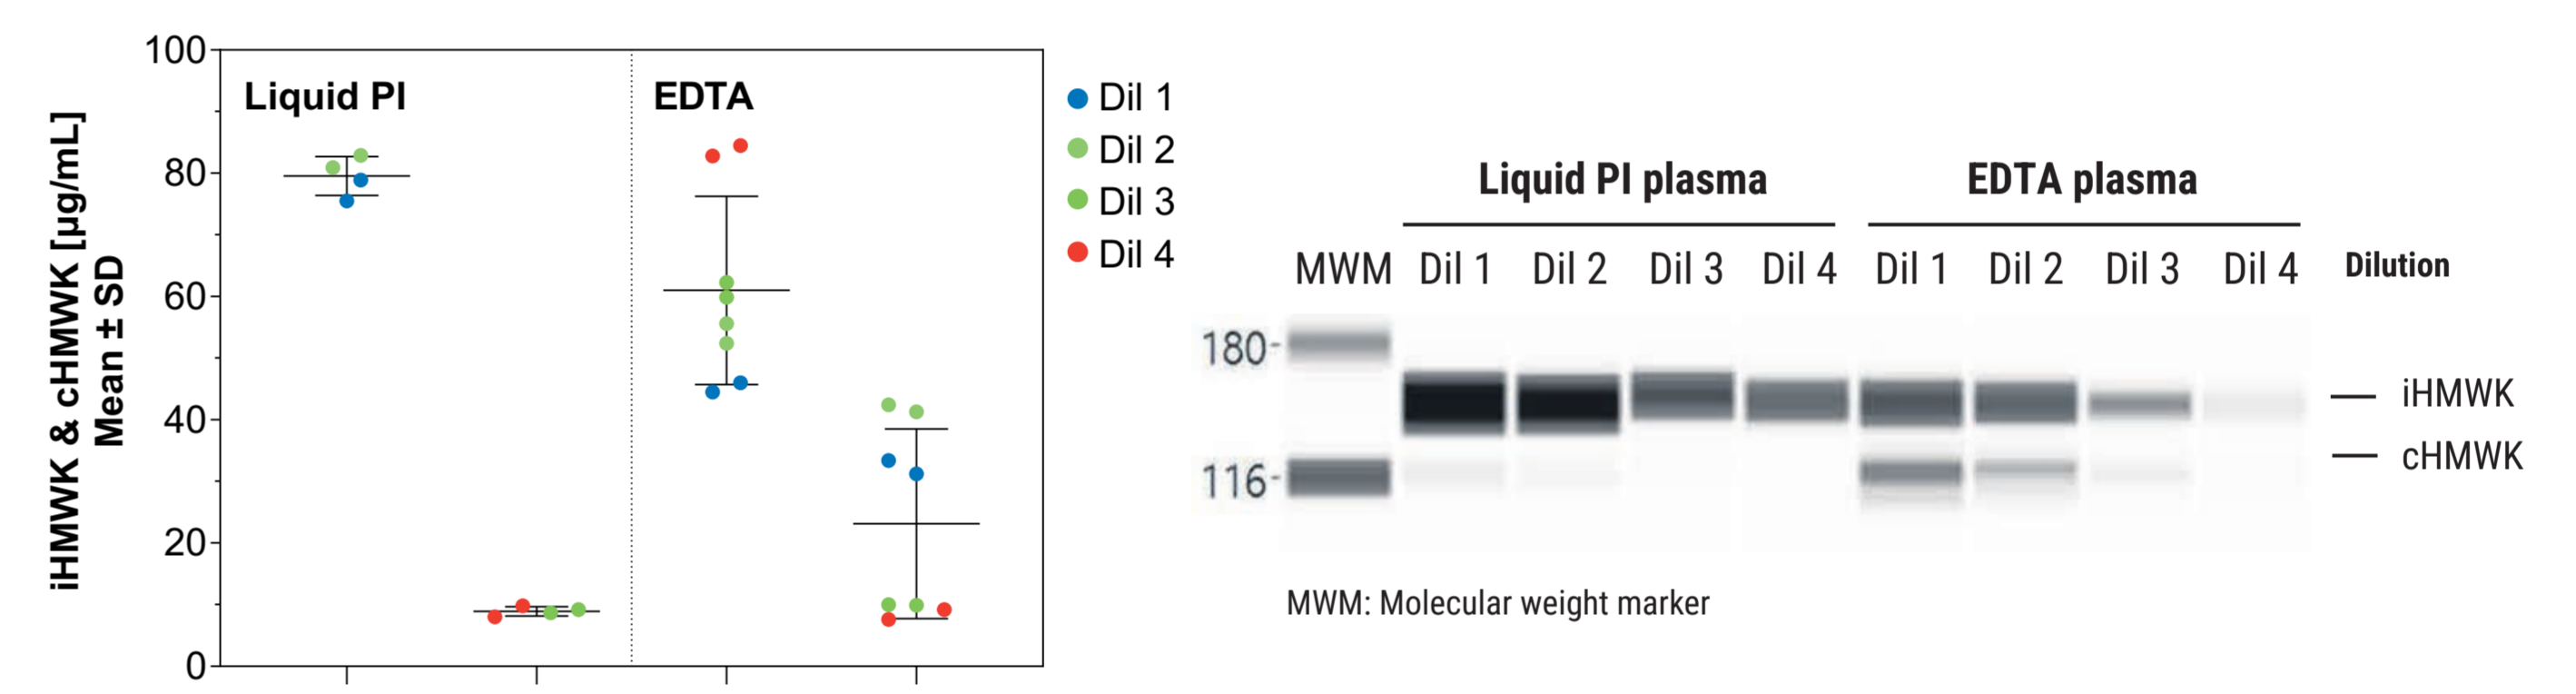 iHMWK & cHMWK [µg/mL]
Mean ± SD
100
80
60
40
20
0
Liquid PI
EDTA
Dil 1
Dil 2
Dil 3
Dil 4
Liquid PI plasma EDTA plasma
MWM Dil 1 Dil 2 Dil 3 Dil 4 Dil 1 Dil 2 Dil 3 Dil 4 Dilution
180-
116-
iHMWK
cHMWK
MWM: Molecular weight marker